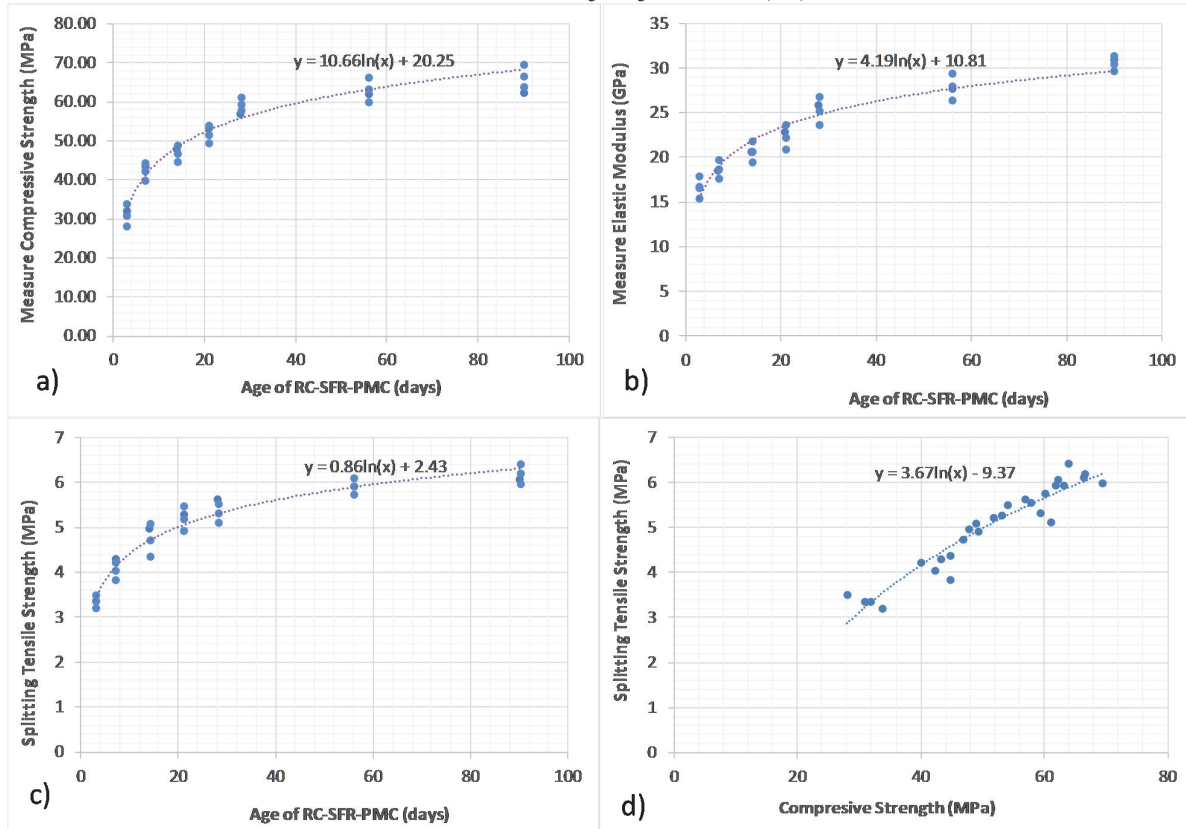 80.00
70.00
60.00
50.00
40.00
30.00
20.00
10.00
0.00
Measure Compressive Strength (MPa)
y = 10.66ln(x) + 20.25
0 20 40 60 80 100
Age of RC-SFR-PMC (days)
a)
35
30
25
20
15
10
5
0
Measure Elastic Modulus (GPa)
y = 4.19ln(x) + 10.81
0 20 40 60 80 100
Age of RC-SFR-PMC (days)
b)
7
6
5
4
3
2
1
0
Splitting Tensile Strength (MPa)
y = 0.86ln(x) + 2.43
0 20 40 60 80 100
Age of RC-SFR-PMC (days)
c)
7
6
5
4
3
2
1
0
Splitting Tensile Strength (MPa)
y = 3.67ln(x) - 9.37
0 20 40 60 80
Compresive Strength (MPa)
d)